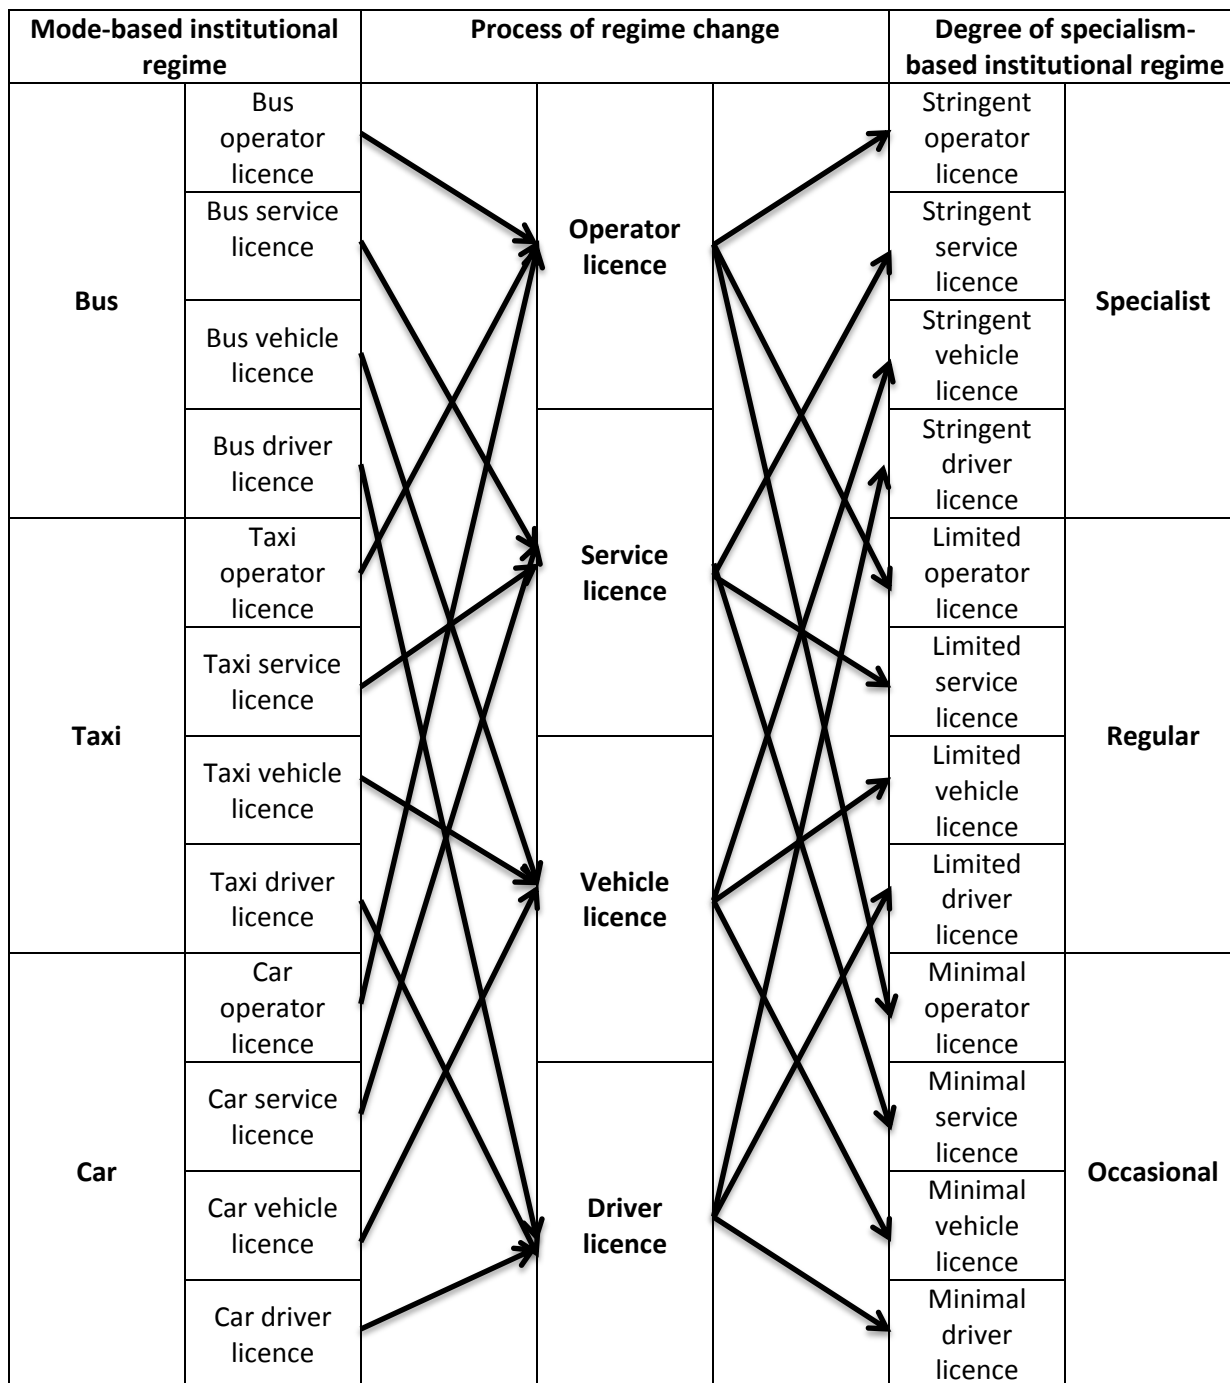 Mode-based institutional
regime
Process of regime change
Degree of specialism-
based institutional regime
Bus
Bus
operator
licence
Bus service
licence
Bus vehicle
licence
Bus driver
licence
Taxi
Taxi
operator
licence
Taxi service
licence
Taxi vehicle
licence
Taxi driver
licence
Car
Car
operator
licence
Car service
licence
Car vehicle
licence
Car driver
licence
Operator
licence
Service
licence
Vehicle
licence
Driver
licence
Stringent
operator
licence
Stringent
service
licence
Stringent
vehicle
licence
Stringent
driver
licence
Specialist
Limited
operator
licence
Limited
service
licence
Limited
vehicle
licence
Limited
driver
licence
Regular
Minimal
operator
licence
Minimal
service
licence
Minimal
vehicle
licence
Minimal
driver
licence
Occasional